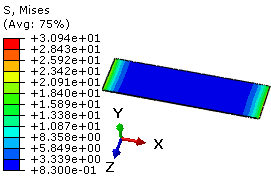 S, Mises
(Avg: 75%)
+3.094e+01
+2.843e+01
+2.592e+01
+2.341e+01
+2.091e+01
+1.840e+01
+1.589e+01
+1.338e+01
+1.087e+01
+8.358e+00
+5.849e+00
+3.339e+00
+8.300e-01
Y
X
Z